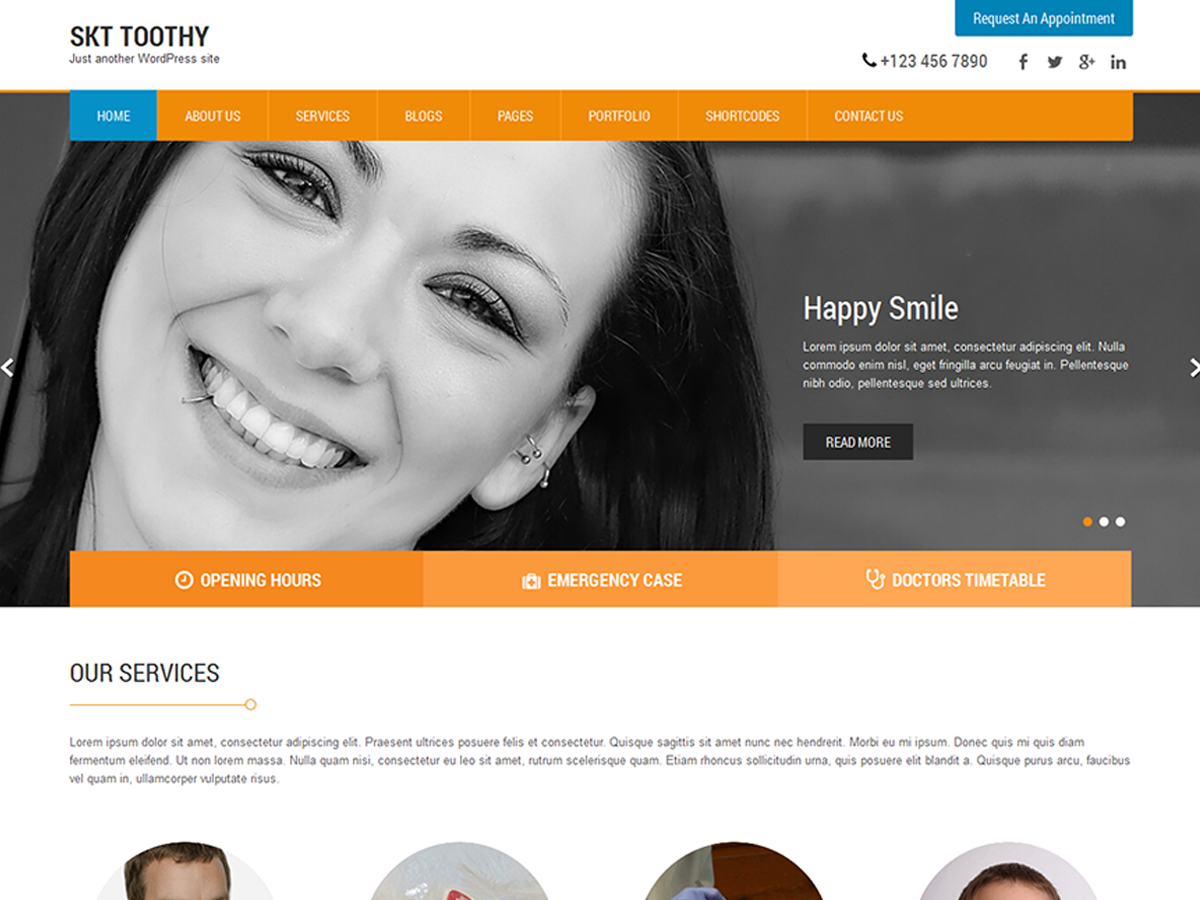 Request An Appointment
SKT TOOTHY
Just another WordPress site
+123 456 7890
HOME ABOUT US SERVICES BLOGS PAGES PORTFOLIO SHORTCODES CONTACT US
Happy Smile
Lorem ipsum dolor sit amet, consectetur adipiscing elit. Nulla
commodo enim nisl, eget fringilla arcu feugiat in. Pellentesque
nibh odio, pellentesque sed ultrices.
READ MORE
OPENING HOURS EMERGENCY CASE DOCTORS TIMETABLE
OUR SERVICES
Lorem ipsum dolor sit amet, consectetur adipiscing elit. Praesent ultrices posuere felis et consectetur. Quisque sagittis sit amet nunc nec hendrerit. Morbi eu mi ipsum. Donec quis mi quis diam
fermentum eleifend. Ut non lorem massa. Nulla quam nisi, consectetur eu leo sit amet, rutrum scelerisque quam. Etiam rhoncus sollicitudin urna, quis posuere elit blandit a. Quisque purus arcu, faucibus
vel quam in, ullamcorper vulputate risus.